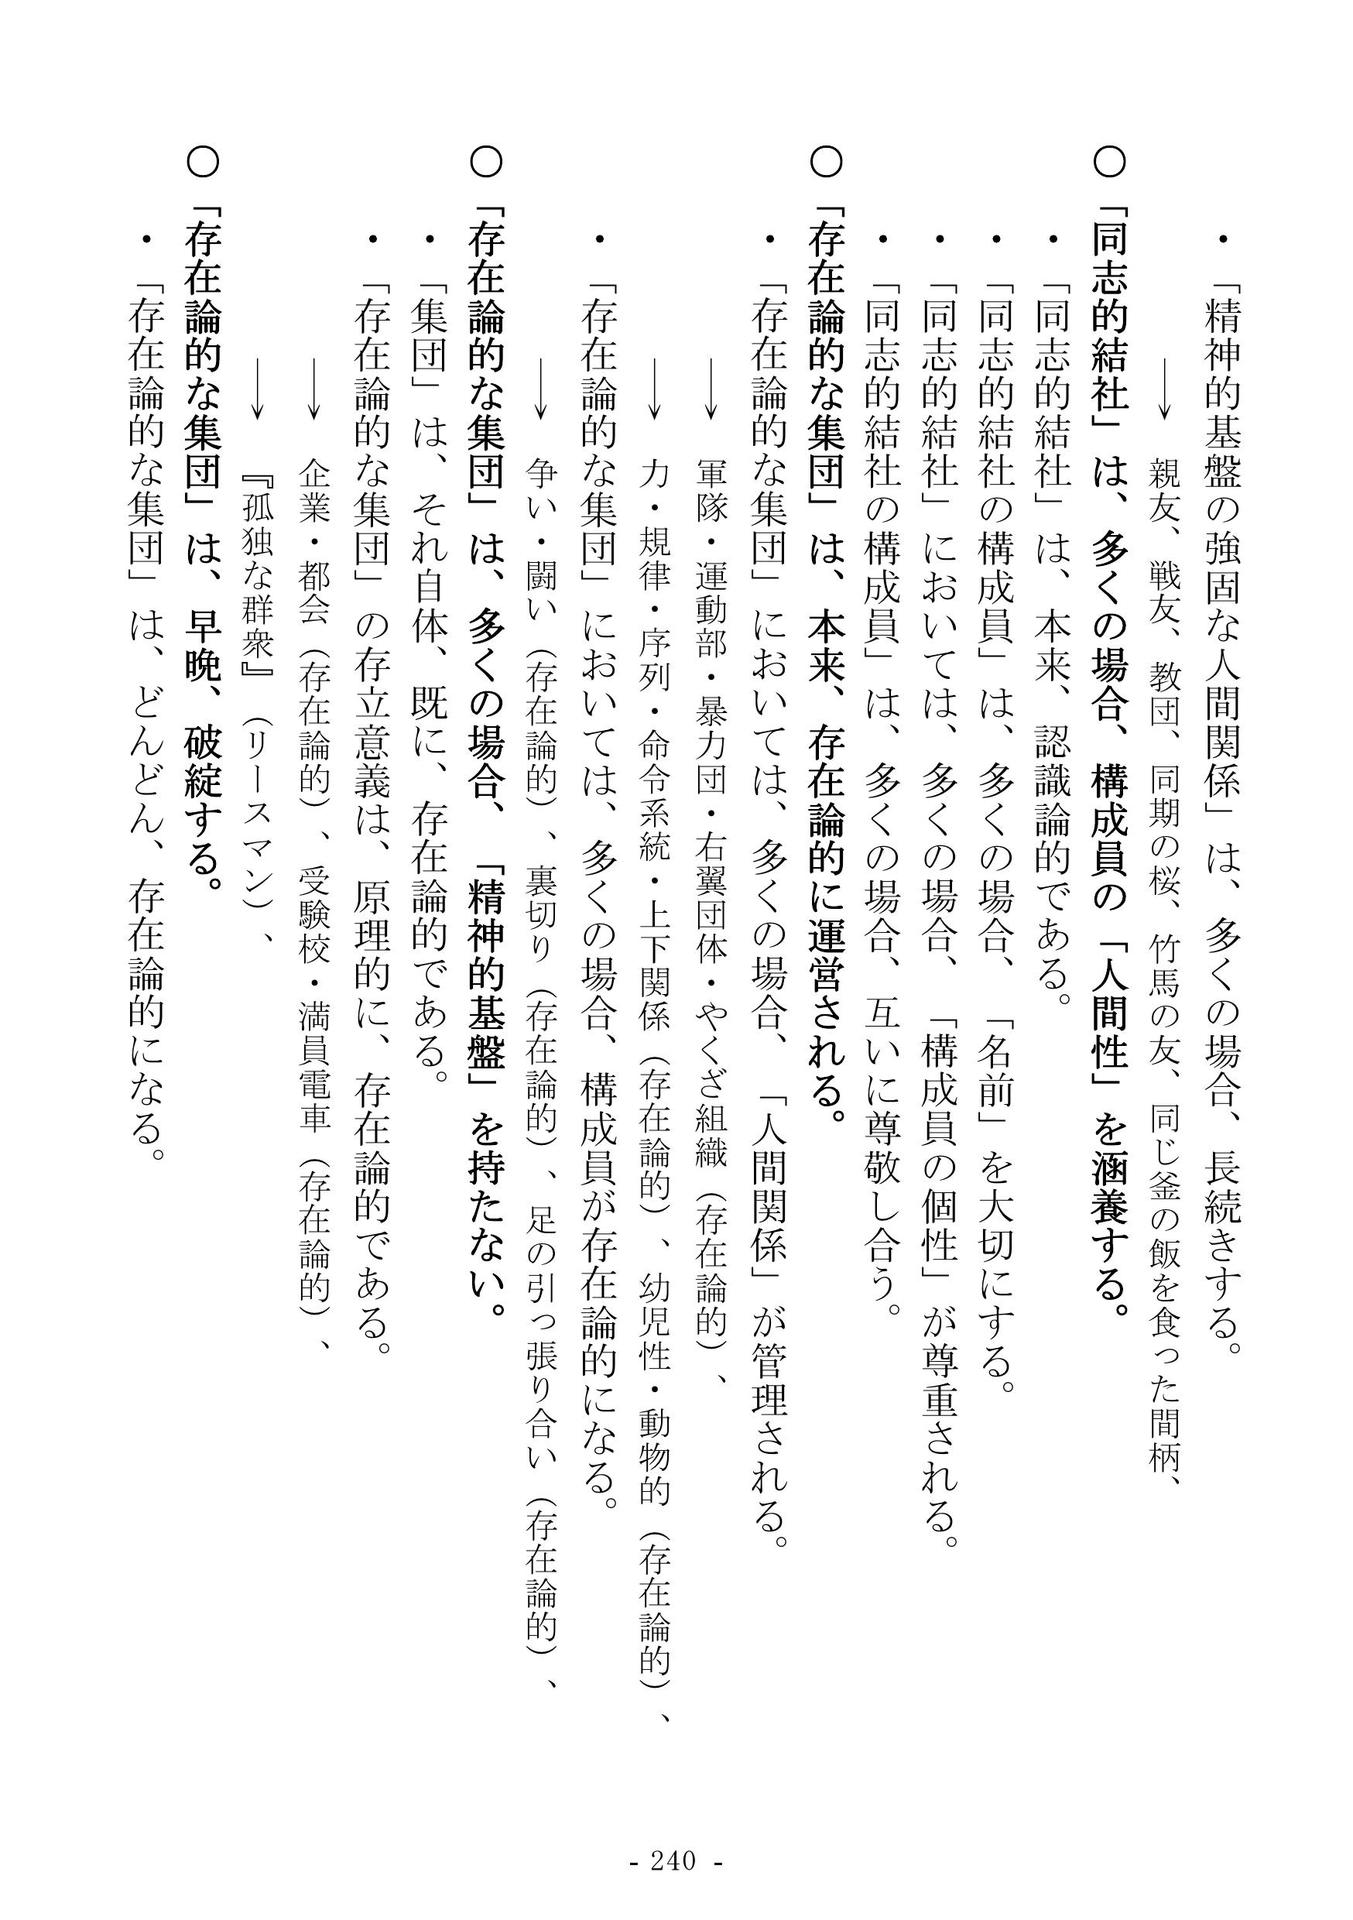 ・「精神的基盤の強固な人間関係」は、多くの場合、長続きする。
→ 親友、戦友、教団、同期の桜、竹馬の友、同じ釜の飯を食った間柄、
○「同志的結社」は、多くの場合、構成員の「人間性」を涵養する。
・「同志的結社」は、本来、認識論的である。
・「同志的結社の構成員」は、多くの場合、「名前」を大切にする。
・「同志的結社」においては、多くの場合、「構成員の個性」が尊重される。
・「同志的結社の構成員」は、多くの場合、互いに尊敬し合う。
○「存在論的な集団」は、本来、存在論的に運営される。
・「存在論的な集団」においては、多くの場合、「人間関係」が管理される。
→ 軍隊・運動部・暴力団・右翼団体・やくざ組織（存在論的）、
→ 力・規律・序列・命令系統・上下関係（存在論的）、幼児性・動物的（存在論的）、
・「存在論的な集団」においては、多くの場合、構成員が存在論的になる。
→ 争い・闘い（存在論的）、裏切り（存在論的）、足の引っ張り合い（存在論的）、
○「存在論的な集団」は、多くの場合、「精神的基盤」を持たない。
・「集団」は、それ自体、既に、存在論的である。
・「存在論的な集団」の存立意義は、原理的に、存在論的である。
→ 企業・都会（存在論的）、受験校・満員電車（存在論的）、
→ 『孤独な群衆』（リースマン）、
○「存在論的な集団」は、早晩、破綻する。
・「存在論的な集団」は、どんどん、存在論的になる。
- 240 -